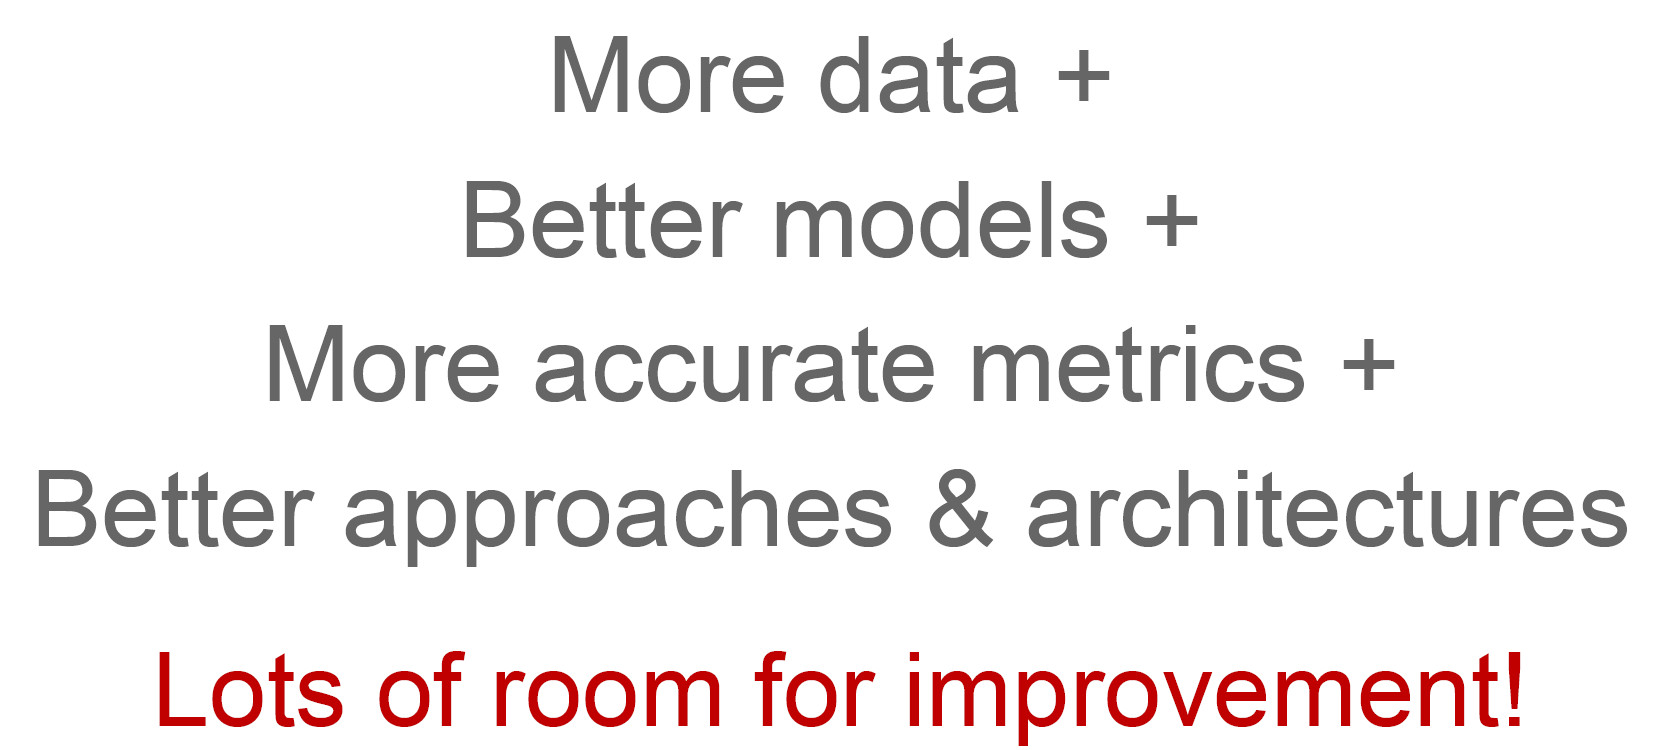 More data +
Better models +
More accurate metrics +
Better approaches & architectures
Lots of room for improvement!